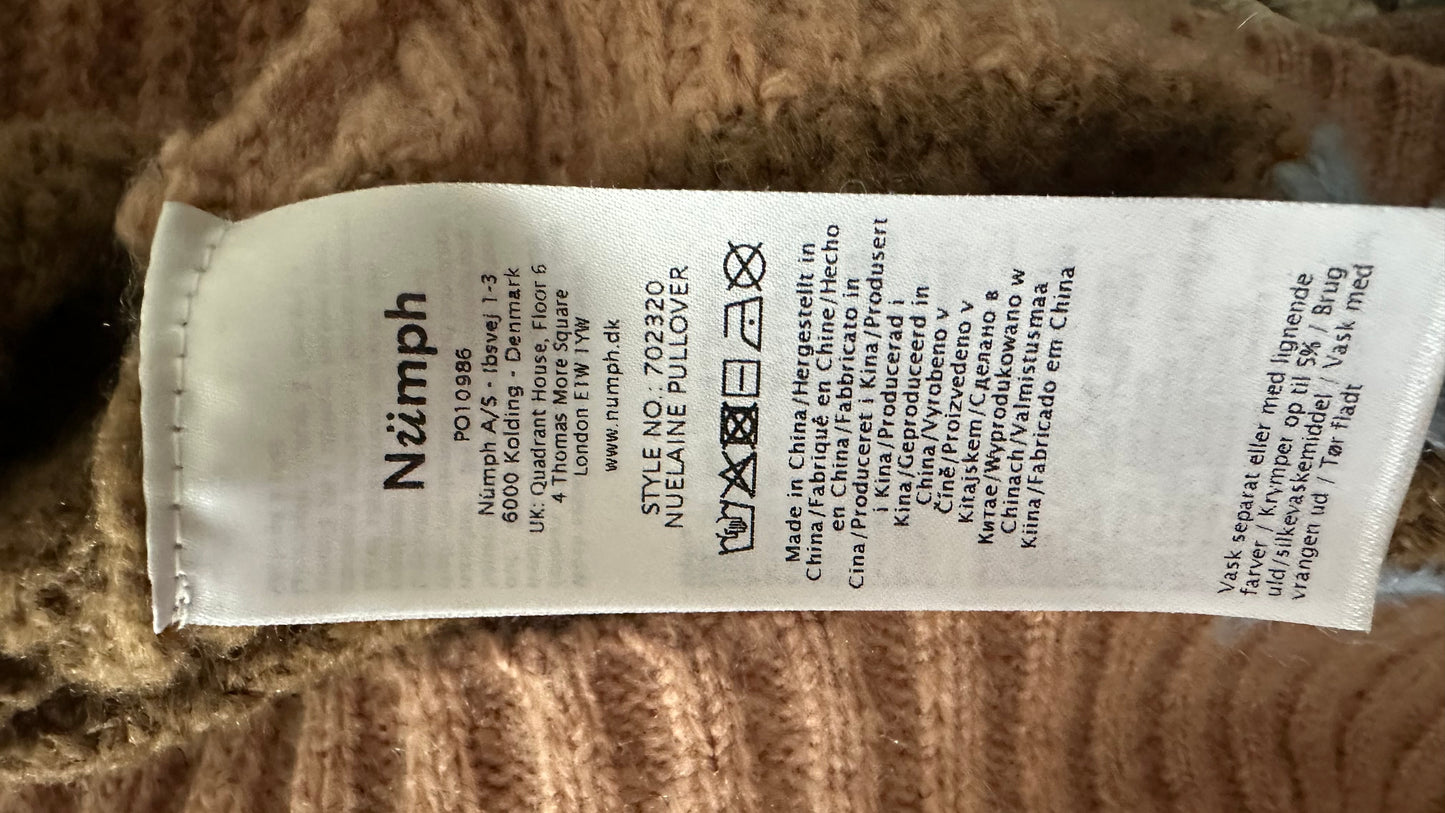 Nümph
PO10986
Nümph A/S - Ibsvej 1-3
6000 Kolding - Denmark
UK: Quadrant House, Floor 6
4 Thomas More Square
London E1W 1YW
www.numph.dk
STYLE NO.: 702320
NUELAINE PULLOVER
Made in China/Hergestellt in
China/Fabriqué en Chine/Hecho
en China/Fabbricato in
Cina/Produceret i Kina/Produsert
i Kina/Producerad i
Kina/Geproduceerd in
China/Vyrobeno v
Číně/Proizvedeno v
Kitajskem/Сделано в
Китае/Wyprodukowano w
Chinach/Valmistusmaa
Kiina/Fabricado em China
Vask separat eller med lignende
farver / Krymper op til 5% / Brug
uld/silkevaskemiddel / Vask med
vrangen ud / Tør fladt